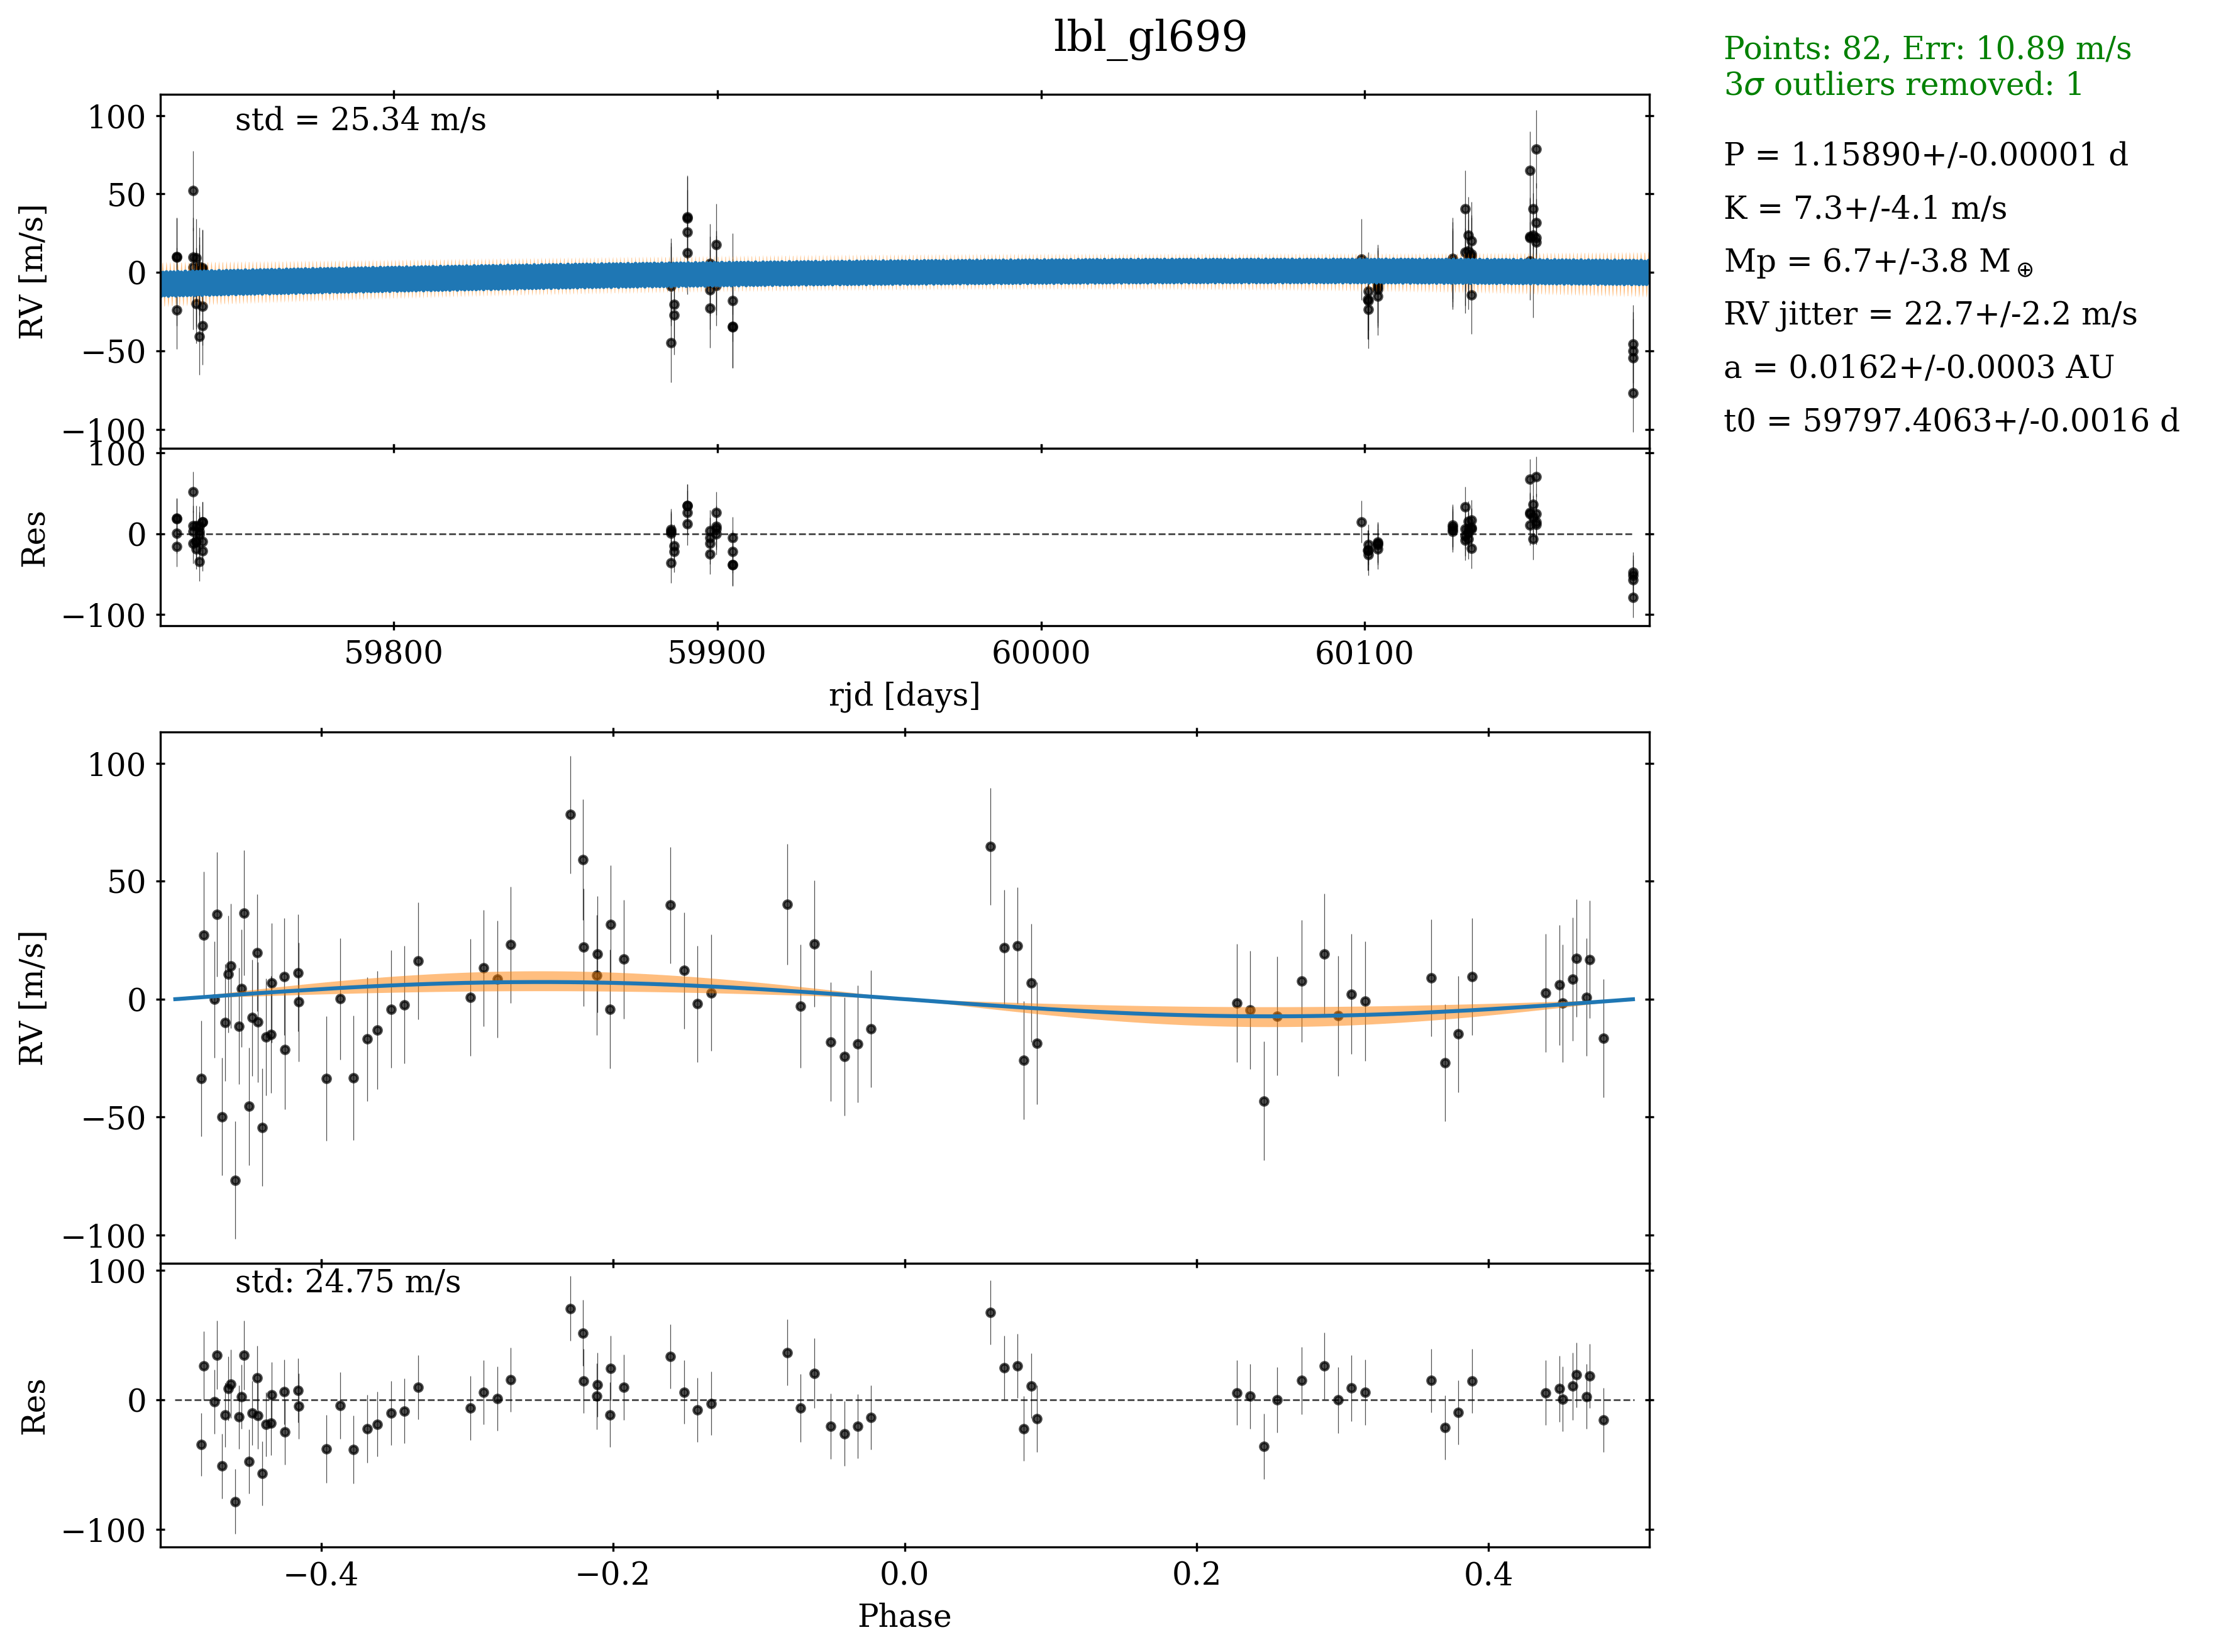 lbl_gl699
Points: 82, Err: 10.89 m/s
3σ outliers removed: 1
P = 1.15890+/-0.00001 d
K = 7.3+/-4.1 m/s
Mp = 6.7+/-3.8 M⊕
RV jitter = 22.7+/-2.2 m/s
a = 0.0162+/-0.0003 AU
t0 = 59797.4063+/-0.0016 d
std = 25.34 m/s
RV [m/s]
100
50
0
−50
−100
Res
100
0
−100
59800
59900
60000
60100
rjd [days]
RV [m/s]
100
50
0
−50
−100
std: 24.75 m/s
Res
100
0
−100
−0.4
−0.2
0.0
0.2
0.4
Phase